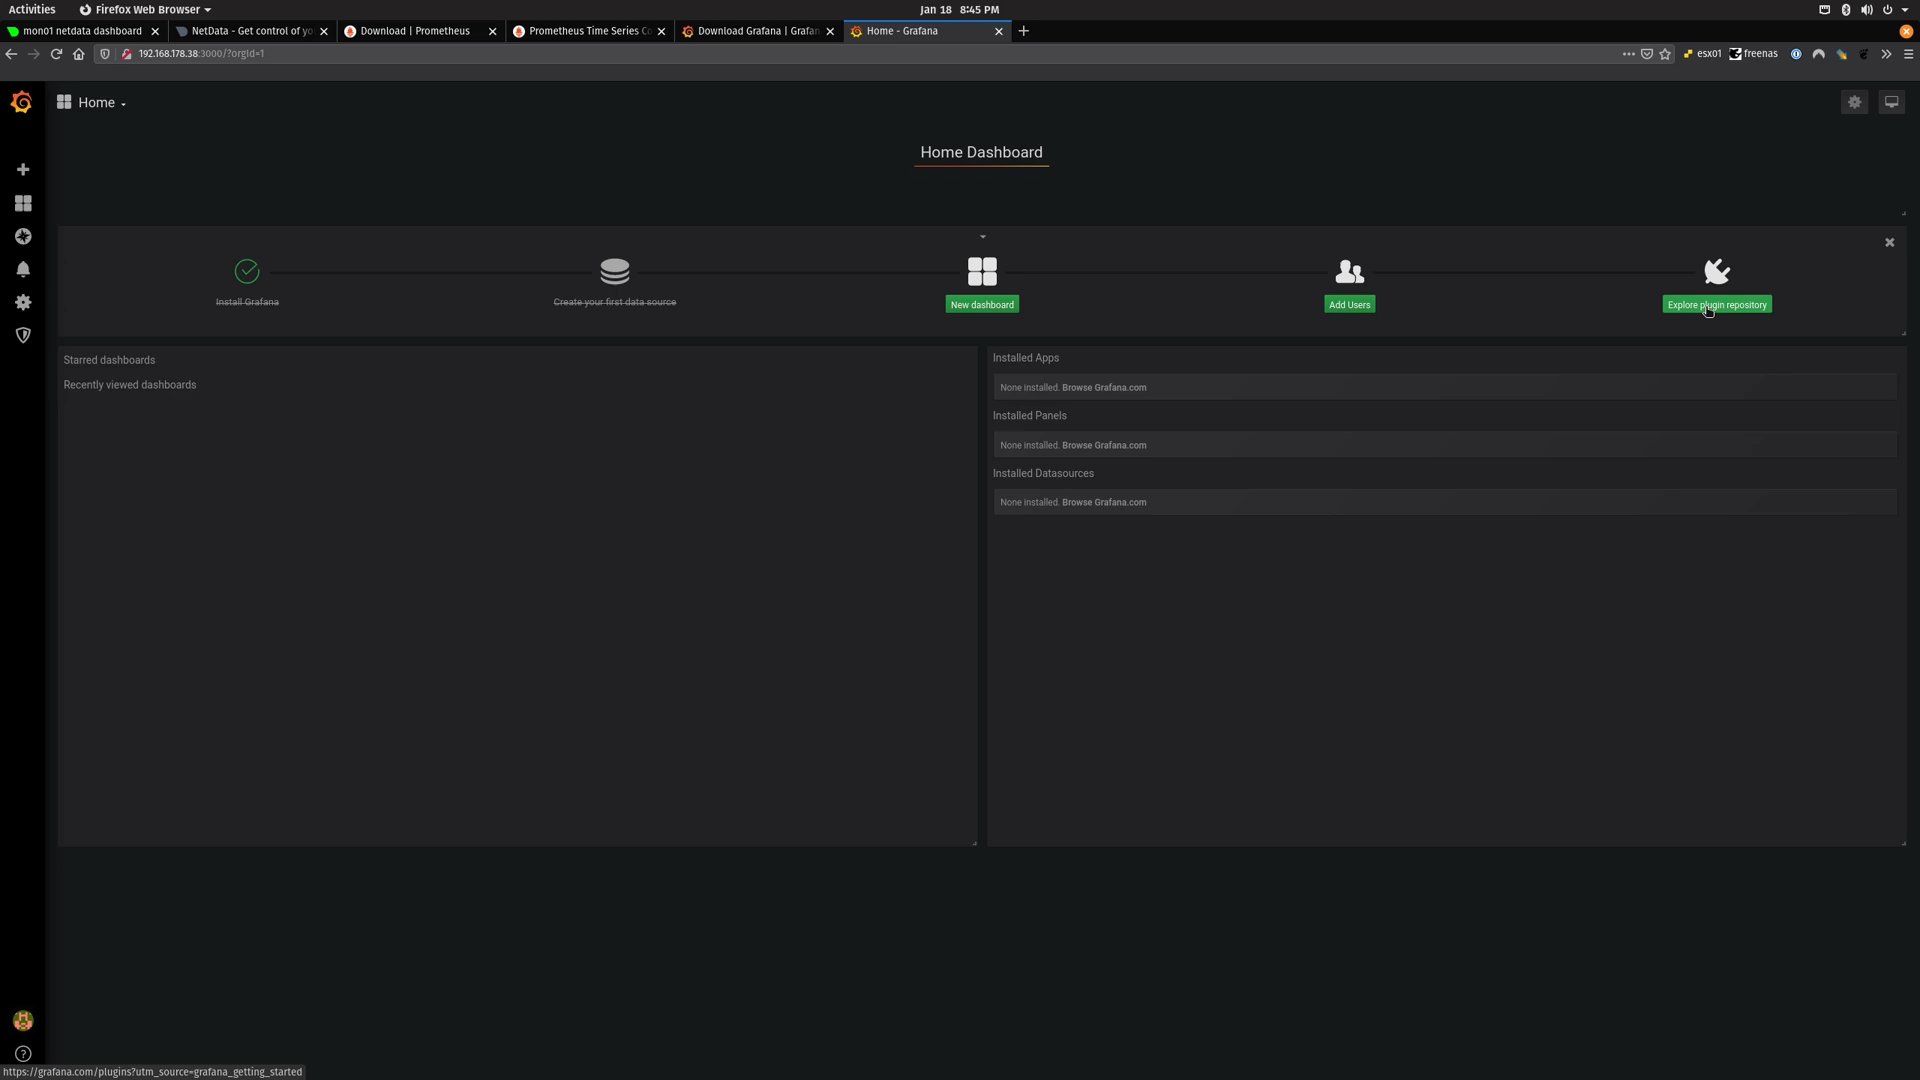 Activities
Firefox Web Browser
Jan 18 8:45 PM
mon01 netdata dashboard
NetData - Get control of yo
Download | Prometheus
Prometheus Time Series Co
Download Grafana | Grafan
Home - Grafana
192.168.178.38:3000/?orgId=1
esx01
freenas
Home
Home Dashboard
Install Grafana
Create your first data source
New dashboard
Add Users
Explore plugin repository
Starred dashboards
Recently viewed dashboards
Installed Apps
None installed. Browse Grafana.com
Installed Panels
None installed. Browse Grafana.com
Installed Datasources
None installed. Browse Grafana.com
https://grafana.com/plugins?utm_source=grafana_getting_started